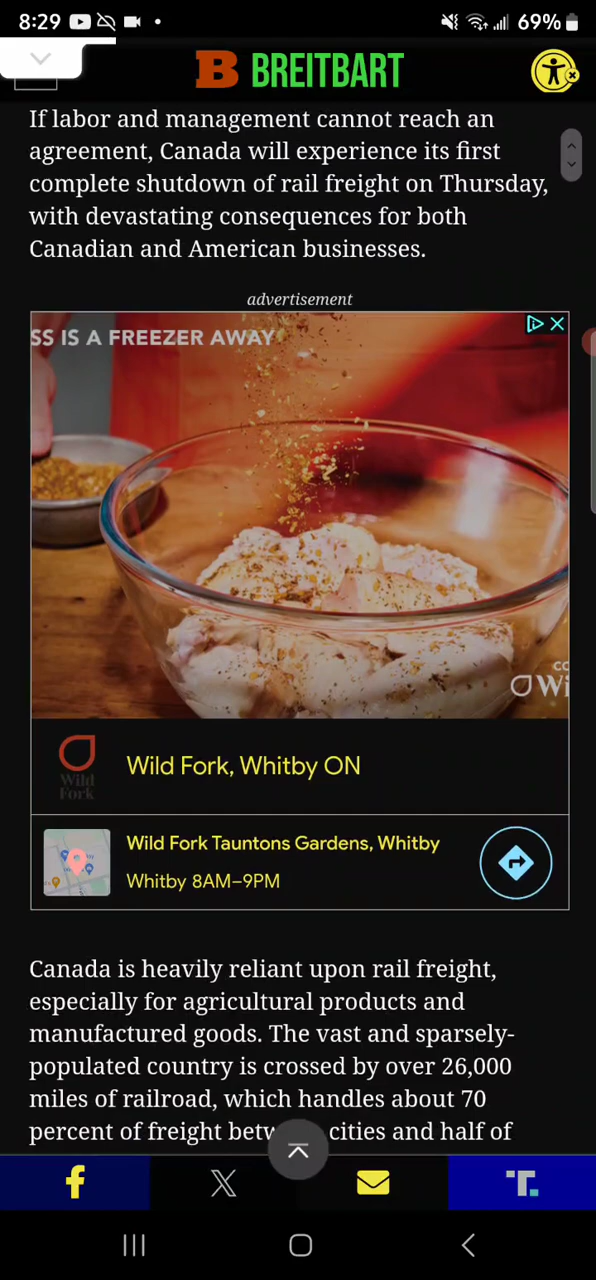 8:29
69%
BREITBART
If labor and management cannot reach an
agreement, Canada will experience its first
complete shutdown of rail freight on Thursday,
with devastating consequences for both
Canadian and American businesses.
advertisement
SS IS A FREEZER AWAY
Wi
Wild
Fork
Wild Fork, Whitby ON
Wild Fork Tauntons Gardens, Whitby
Whitby 8AM–9PM
Canada is heavily reliant upon rail freight,
especially for agricultural products and
manufactured goods. The vast and sparsely-
populated country is crossed by over 26,000
miles of railroad, which handles about 70
percent of freight cities and half of